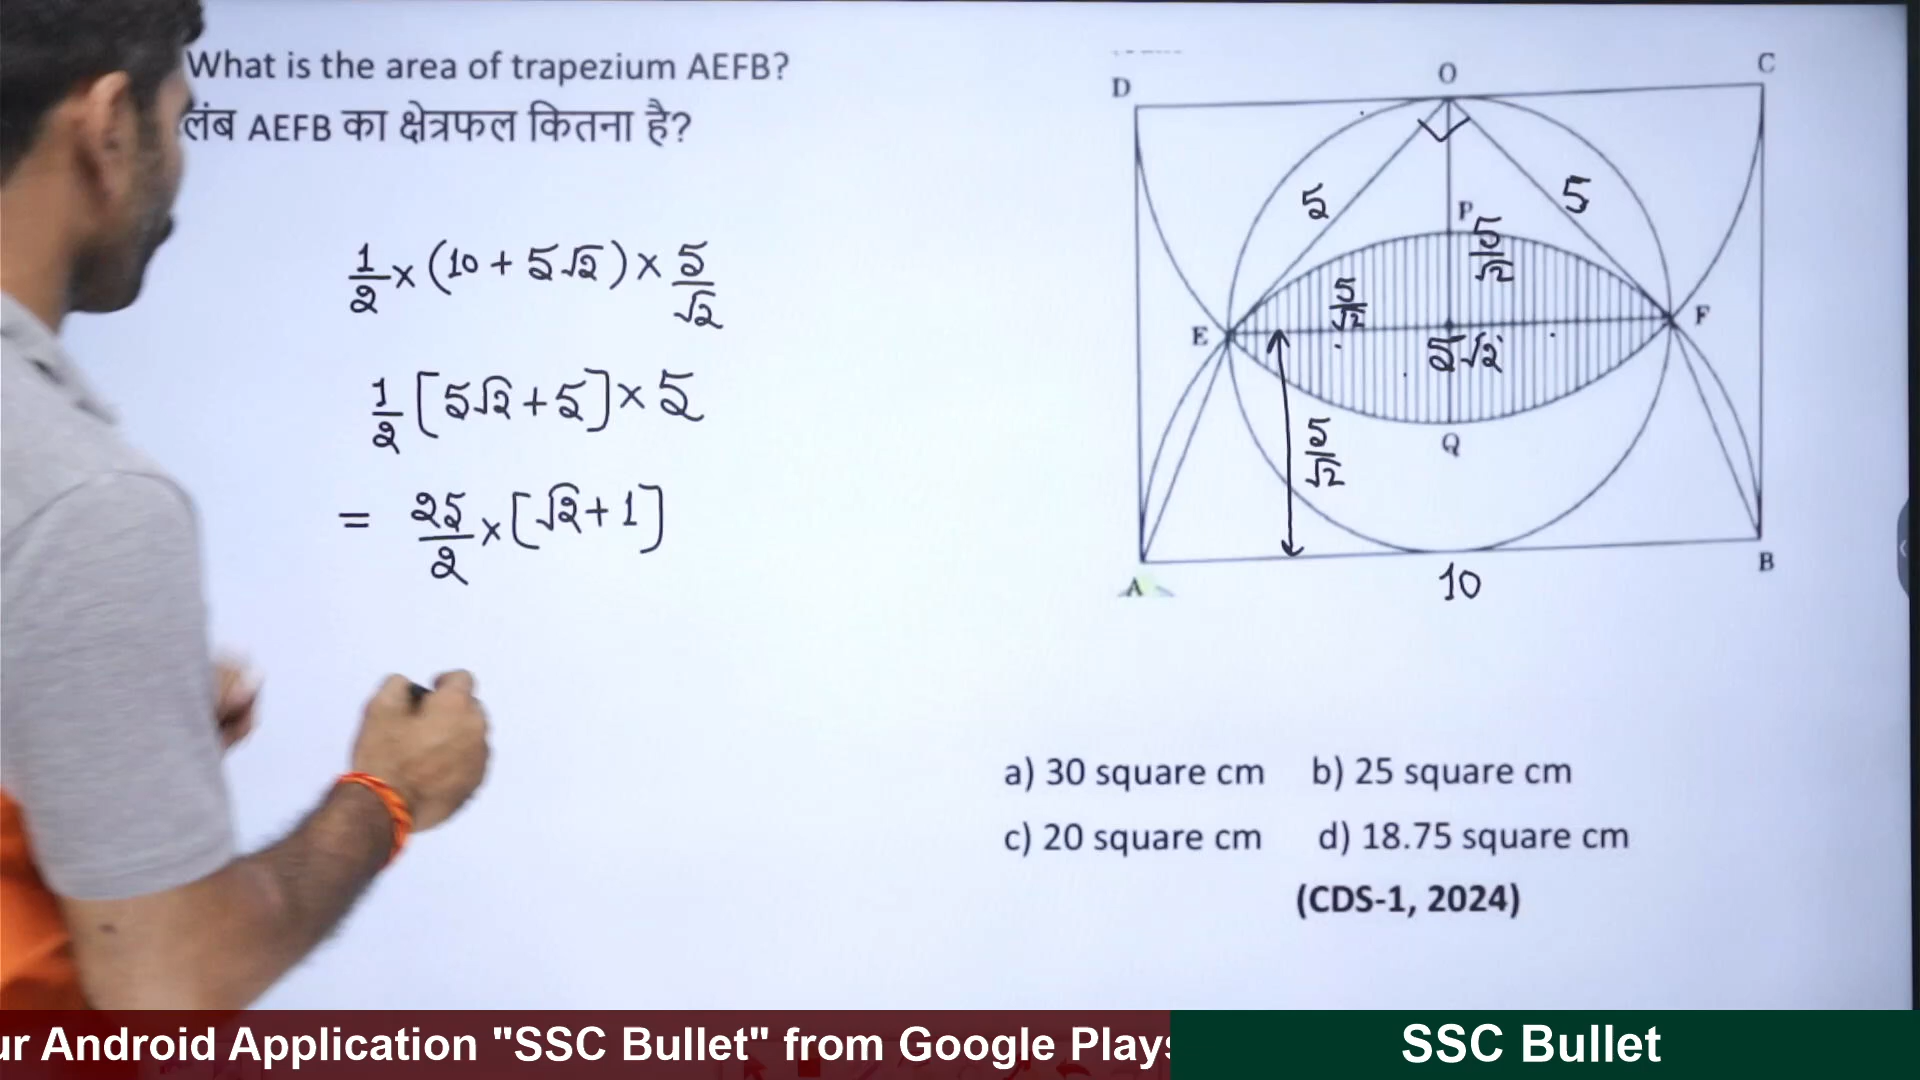 What is the area of trapezium AEFB?
लंब AEFB का क्षेत्रफल कितना है?
1/2 × (10 + 5√2) × 5/√2
1/2 [5√2 + 5] × 5
= 25/2 × [√2 + 1]
D
O
C
5
5
P
5/√2
5/√2
E
F
5√2
5/√2
Q
A
B
10
a) 30 square cm b) 25 square cm
c) 20 square cm d) 18.75 square cm
(CDS-1, 2024)
ur Android Application "SSC Bullet" from Google Plays
SSC Bullet